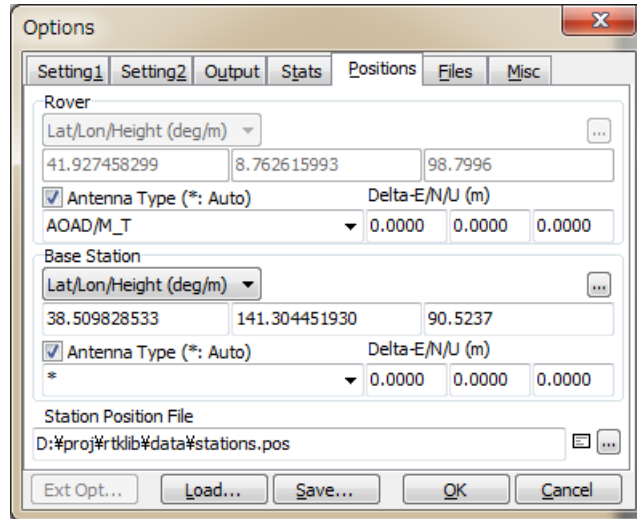 Options
Setting1 Setting2 Output Stats Positions Files Misc
Rover
Lat/Lon/Height (deg/m) ...
41.927458299 8.762615993 98.7996
Antenna Type (*: Auto) Delta-E/N/U (m)
AOAD/M_T 0.0000 0.0000 0.0000
Base Station
Lat/Lon/Height (deg/m) ...
38.509828533 141.304451930 90.5237
Antenna Type (*: Auto) Delta-E/N/U (m)
* 0.0000 0.0000 0.0000
Station Position File
D:¥proj¥rtklib¥data¥stations.pos ...
Ext Opt... Load... Save... OK Cancel